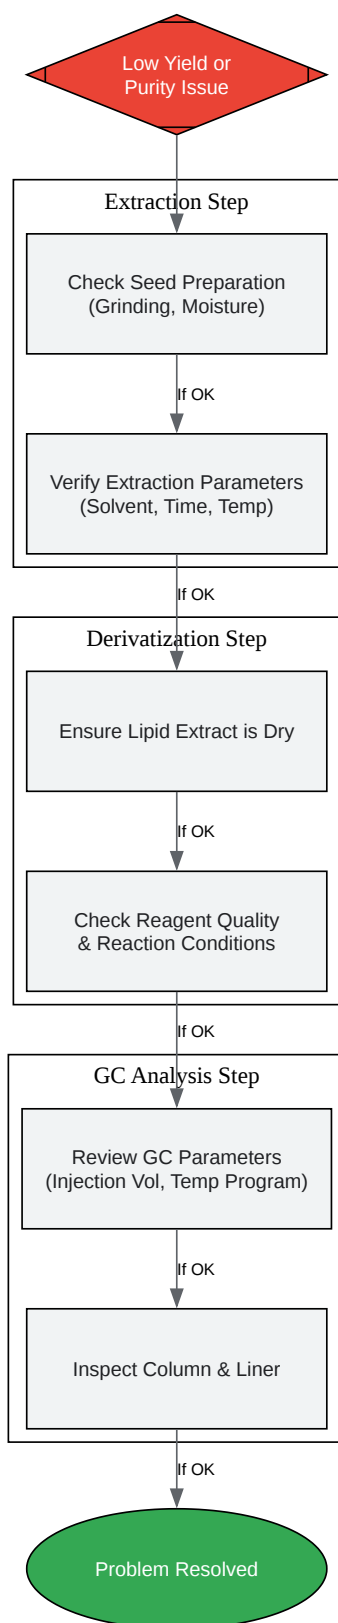 Low Yield or
Purity Issue
Extraction Step
Check Seed Preparation
(Grinding, Moisture)
If OK
Verify Extraction Parameters
(Solvent, Time, Temp)
If OK
Derivatization Step
Ensure Lipid Extract is Dry
If OK
Check Reagent Quality
& Reaction Conditions
If OK
GC Analysis Step
Review GC Parameters
(Injection Vol, Temp Program)
If OK
Inspect Column & Liner
If OK
Problem Resolved